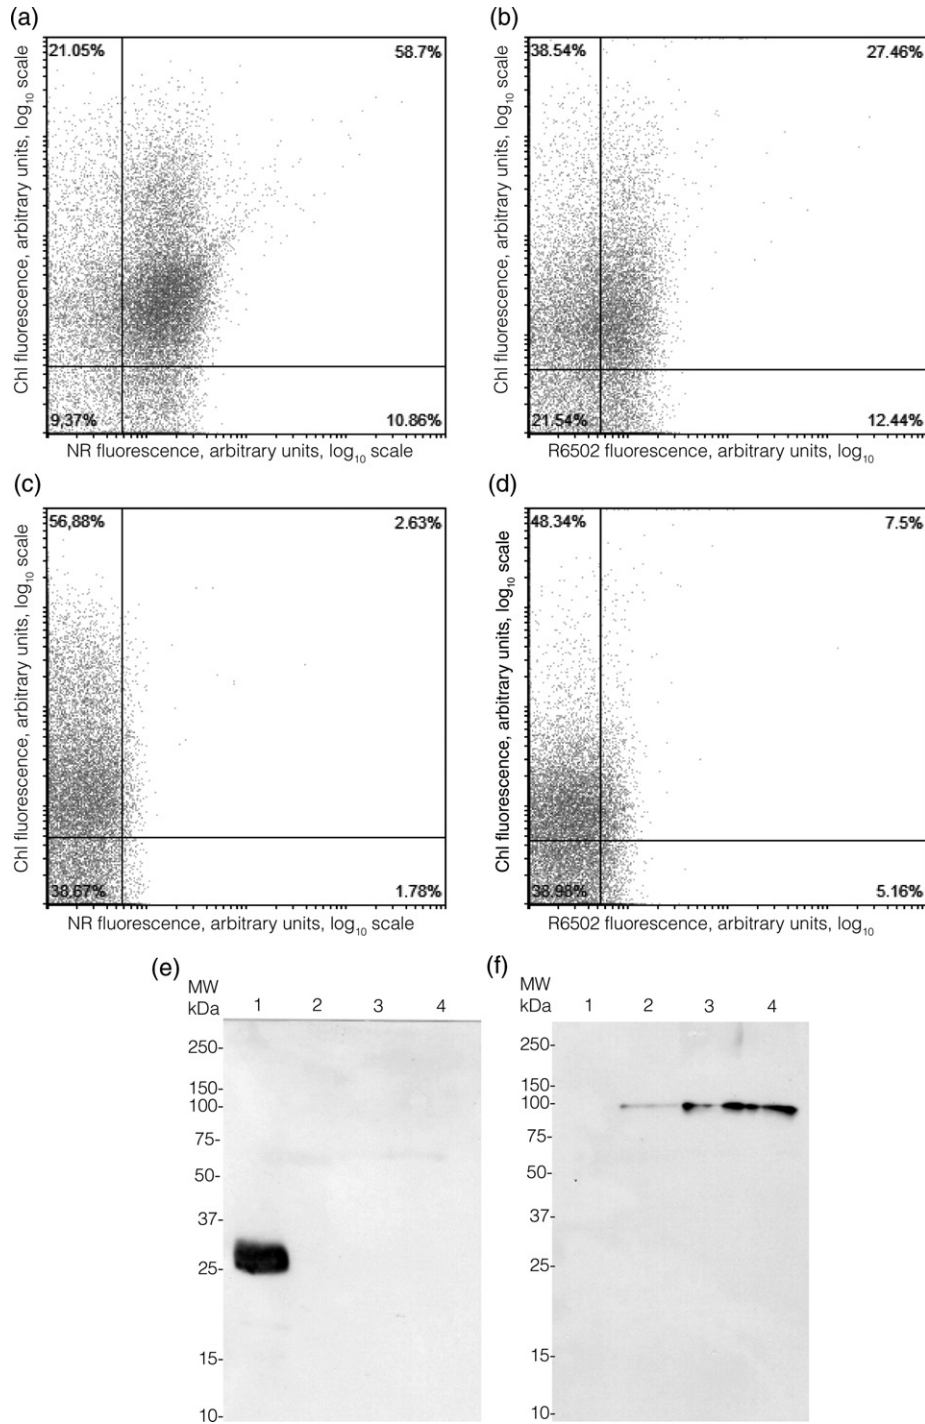 (a)
21.05% 58.7%
9,37% 10.86%
Chl fluorescence, arbitrary units, log10 scale
NR fluorescence, arbitrary units, log10 scale
(b)
38.54% 27.46%
21.54% 12.44%
Chl fluorescence, arbitrary units, log10 scale
R6502 fluorescence, arbitrary units, log10
(c)
56,88% 2.63%
38.67% 1.78%
Chl fluorescence, arbitrary units, log10 scale
NR fluorescence, arbitrary units, log10 scale
(d)
48.34% 7.5%
38.98% 5.16%
Chl fluorescence, arbitrary units, log10 scale
R6502 fluorescence, arbitrary units, log10
(e)
MW
kDa 1 2 3 4
250-
150-
100-
75-
50-
37-
25-
15-
10-
(f)
MW
kDa 1 2 3 4
250-
150-
100-
75-
50-
37-
25-
15-
10-